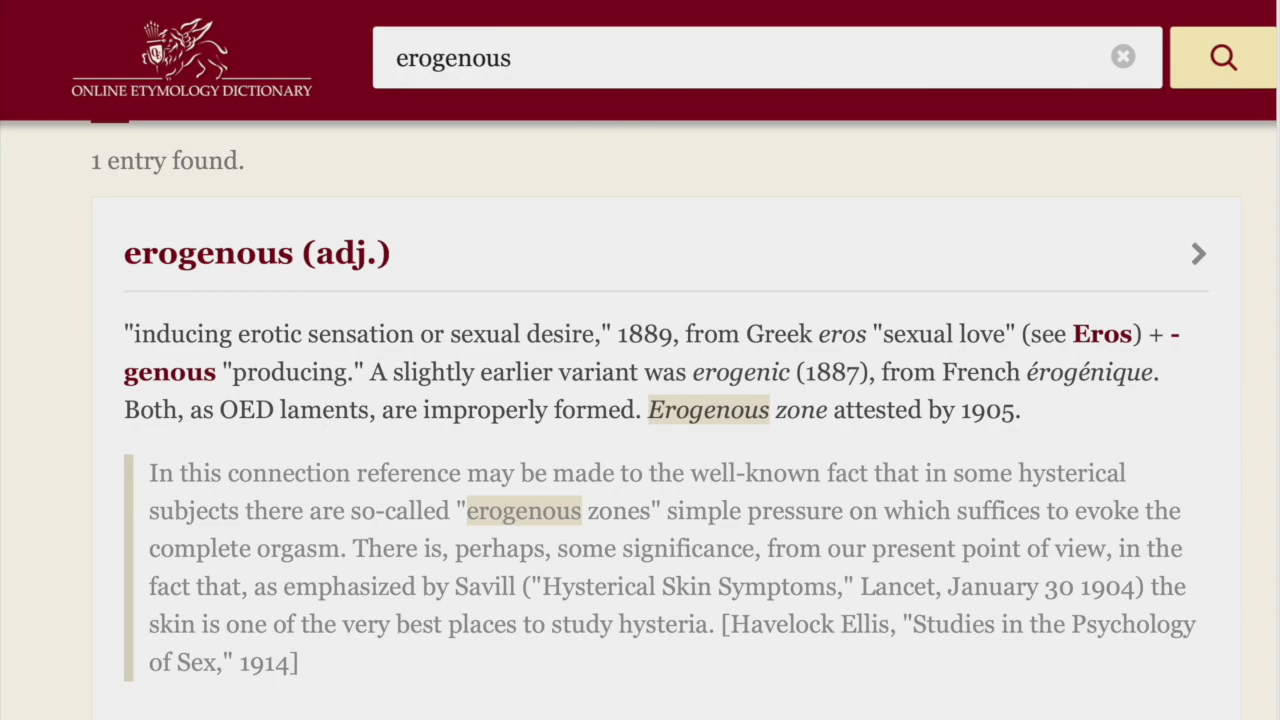 ONLINE ETYMOLOGY DICTIONARY
erogenous
1 entry found.
erogenous (adj.)
"inducing erotic sensation or sexual desire," 1889, from Greek eros "sexual love" (see Eros) + -
genous "producing." A slightly earlier variant was erogenic (1887), from French érogénique.
Both, as OED laments, are improperly formed. Erogenous zone attested by 1905.
In this connection reference may be made to the well-known fact that in some hysterical
subjects there are so-called "erogenous zones" simple pressure on which suffices to evoke the
complete orgasm. There is, perhaps, some significance, from our present point of view, in the
fact that, as emphasized by Savill ("Hysterical Skin Symptoms," Lancet, January 30 1904) the
skin is one of the very best places to study hysteria. [Havelock Ellis, "Studies in the Psychology
of Sex," 1914]